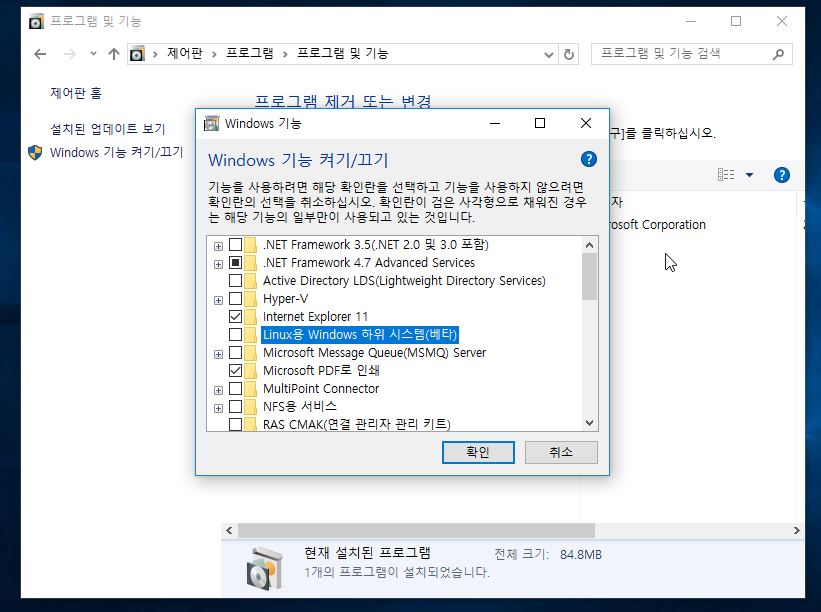 프로그램 및 기능
제어판 › 프로그램 › 프로그램 및 기능
프로그램 및 기능 검색
제어판 홈
설치된 업데이트 보기
Windows 기능 켜기/끄기
프로그램 제거 또는 변경
구]를 클릭하십시오.
자
rosoft Corporation
Windows 기능
Windows 기능 켜기/끄기
기능을 사용하려면 해당 확인란을 선택하고 기능을 사용하지 않으려면
확인란의 선택을 취소하십시오. 확인란이 검은 사각형으로 채워진 경우
는 해당 기능의 일부만이 사용되고 있는 것입니다.
.NET Framework 3.5(.NET 2.0 및 3.0 포함)
.NET Framework 4.7 Advanced Services
Active Directory LDS(Lightweight Directory Services)
Hyper-V
Internet Explorer 11
Linux용 Windows 하위 시스템(베타)
Microsoft Message Queue(MSMQ) Server
Microsoft PDF로 인쇄
MultiPoint Connector
NFS용 서비스
RAS CMAK(연결 관리자 관리 키트)
확인
취소
현재 설치된 프로그램
전체 크기: 84.8MB
1개의 프로그램이 설치되었습니다.